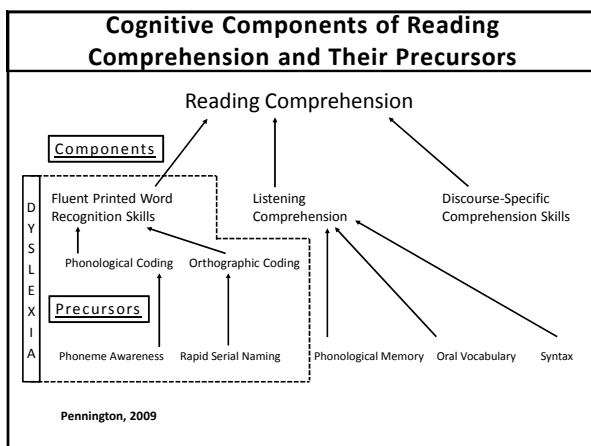 Cognitive Components of Reading
Comprehension and Their Precursors
Reading Comprehension
Components
DYSLEXIA
Fluent Printed Word
Recognition Skills
Listening
Comprehension
Discourse-Specific
Comprehension Skills
Phonological Coding
Orthographic Coding
Precursors
Phoneme Awareness
Rapid Serial Naming
Phonological Memory
Oral Vocabulary
Syntax
Pennington, 2009